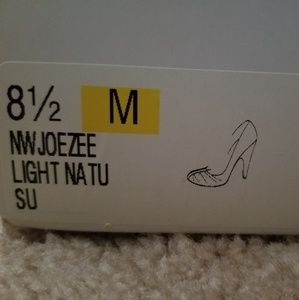 8½ M
NWJOEZEE
LIGHT NATU
SU